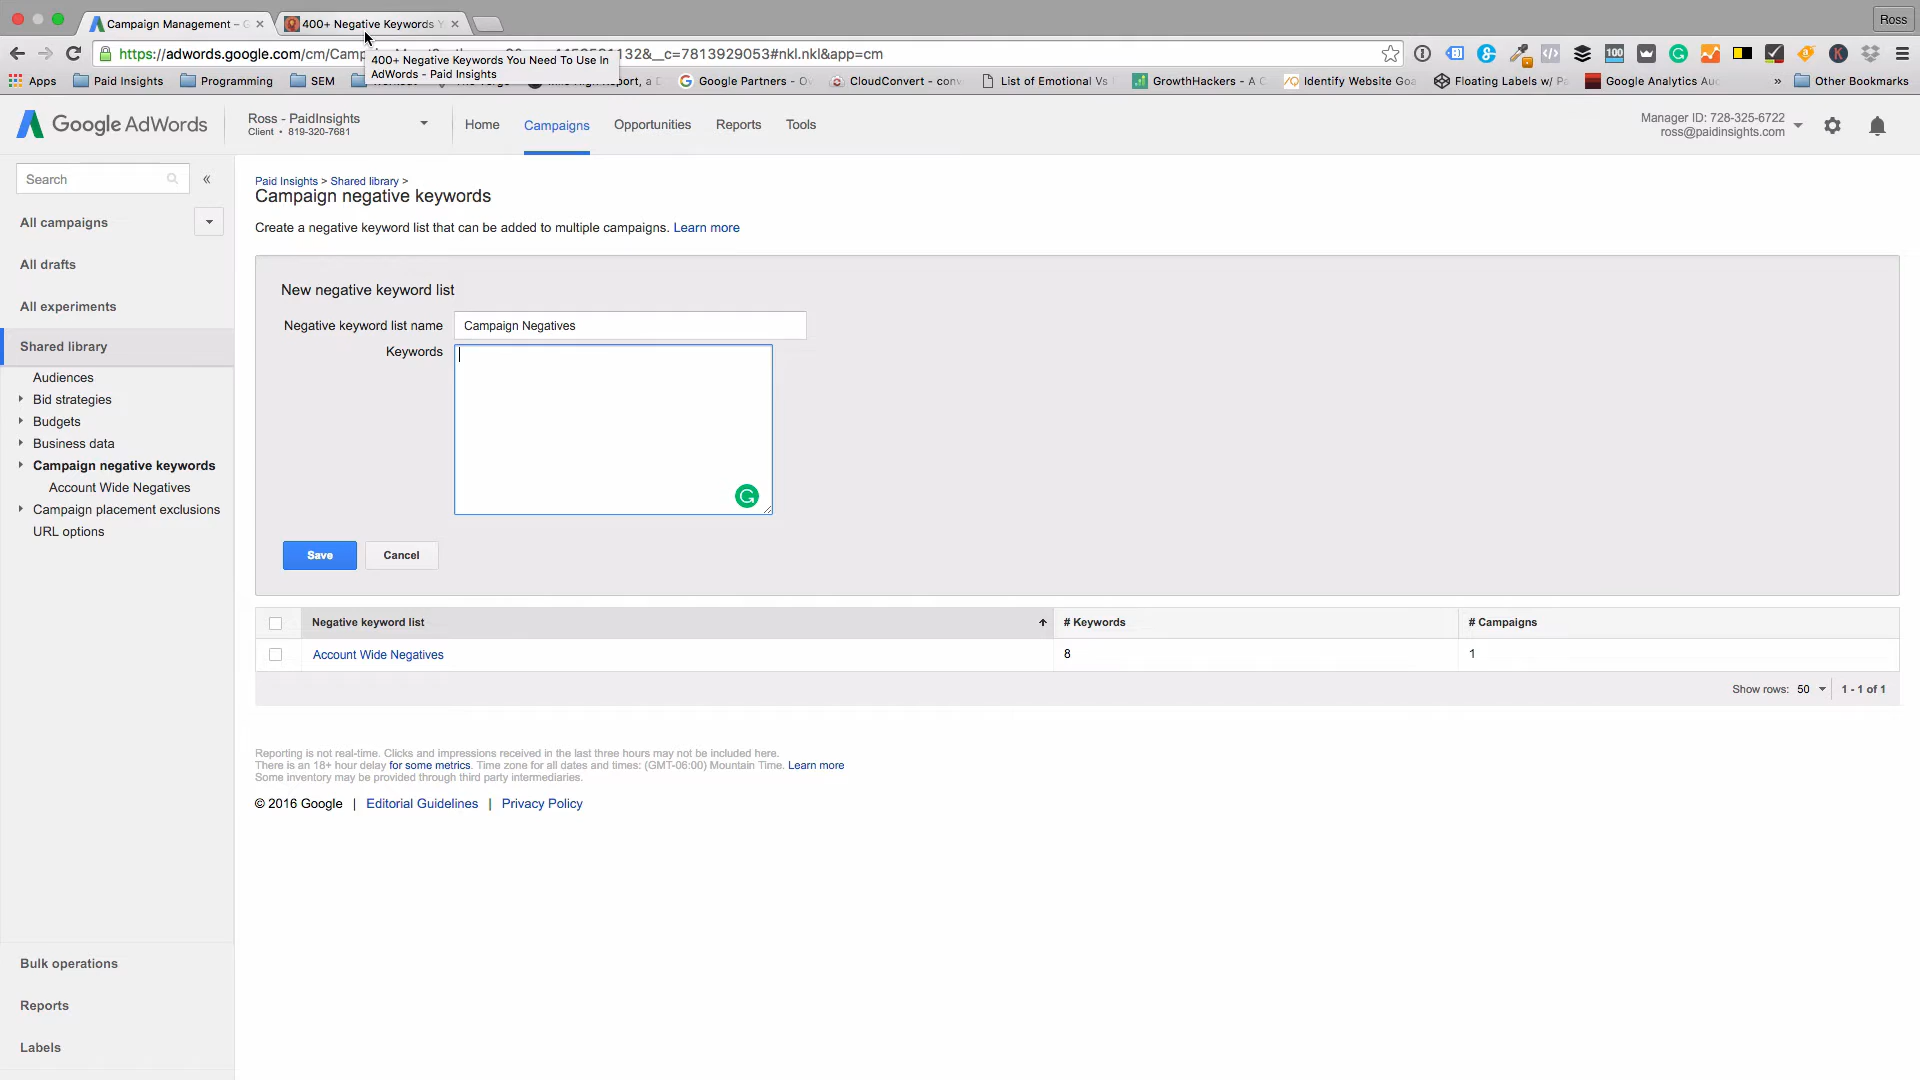 Campaign Management – G
400+ Negative Keywords Y
Ross
https://adwords.google.com/cm/Camp
1132&__c=7813929053#nkl.nkl&app=cm
400+ Negative Keywords You Need To Use In
AdWords - Paid Insights
100
Apps
Paid Insights
Programming
SEM
Google Partners - Ov
CloudConvert - conv
List of Emotional Vs
GrowthHackers - A C
Identify Website Goa
Floating Labels w/ P
Google Analytics Au
»
Other Bookmarks
Google AdWords
Ross - PaidInsights
Client • 819-320-7681
Home
Campaigns
Opportunities
Reports
Tools
Manager ID: 728-325-6722
ross@paidinsights.com
Search
«
All campaigns
All drafts
All experiments
Shared library
Audiences
Bid strategies
Budgets
Business data
Campaign negative keywords
Account Wide Negatives
Campaign placement exclusions
URL options
Bulk operations
Reports
Labels
Paid Insights > Shared library >
Campaign negative keywords
Create a negative keyword list that can be added to multiple campaigns. Learn more
New negative keyword list
Negative keyword list name
Campaign Negatives
Keywords
Save
Cancel
Negative keyword list
# Keywords
# Campaigns
Account Wide Negatives
8
1
Show rows: 50
1 - 1 of 1
Reporting is not real-time. Clicks and impressions received in the last three hours may not be included here.
There is an 18+ hour delay for some metrics. Time zone for all dates and times: (GMT-06:00) Mountain Time. Learn more
Some inventory may be provided through third party intermediaries.
© 2016 Google | Editorial Guidelines | Privacy Policy